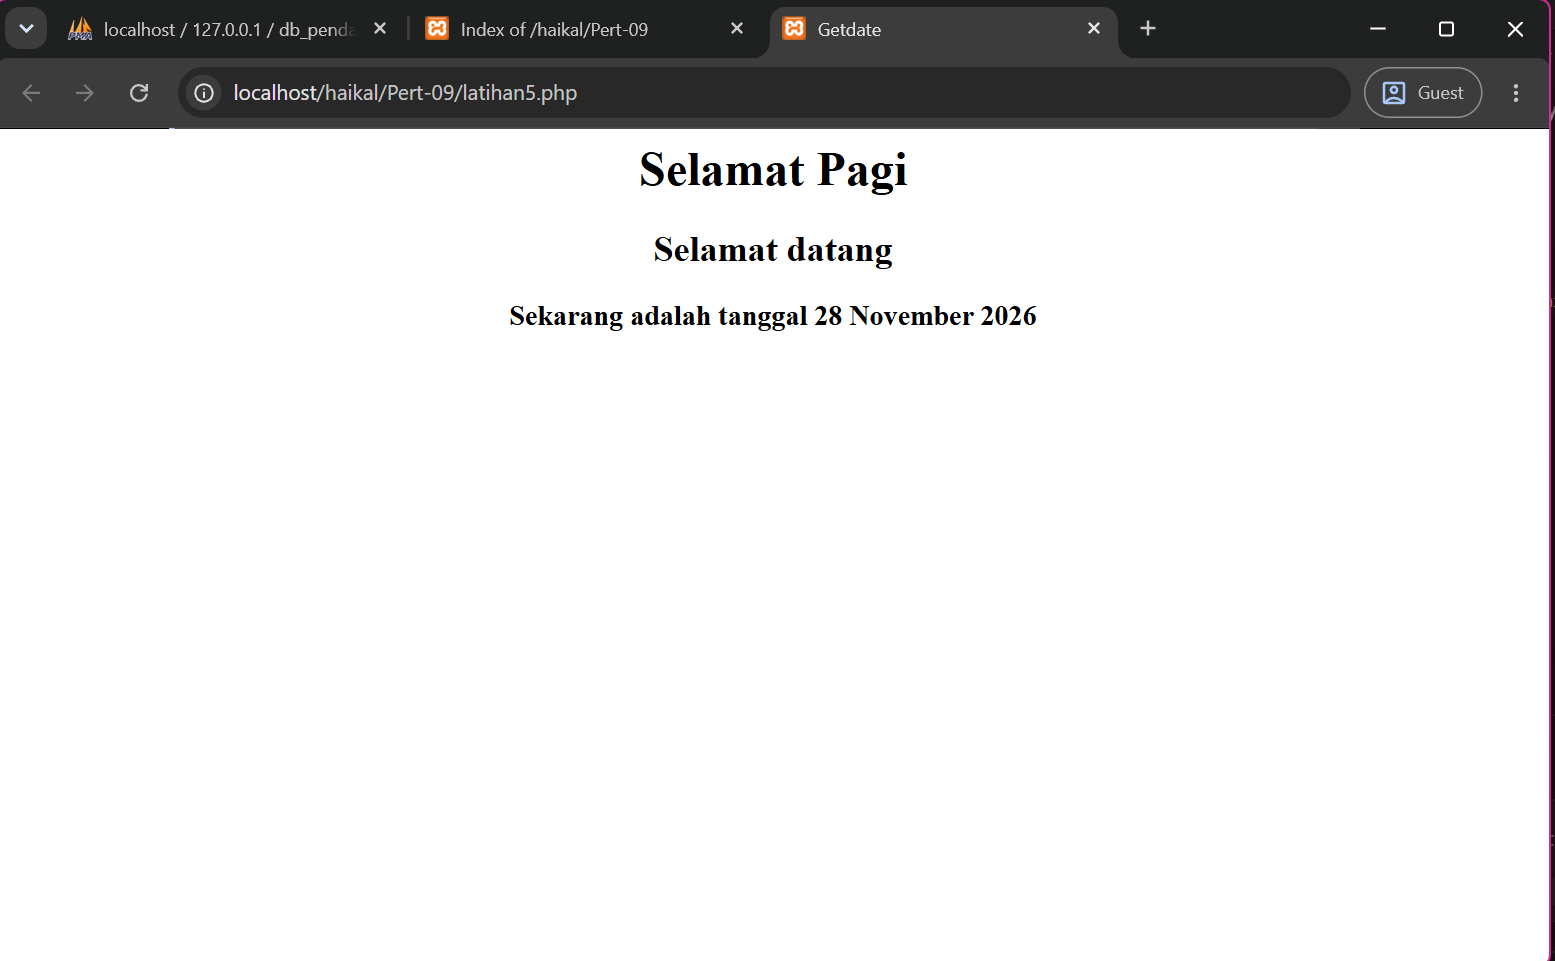 localhost / 127.0.0.1 / db_penda
Index of /haikal/Pert-09
Getdate
localhost/haikal/Pert-09/latihan5.php
Guest
Selamat Pagi
Selamat datang
Sekarang adalah tanggal 28 November 2026